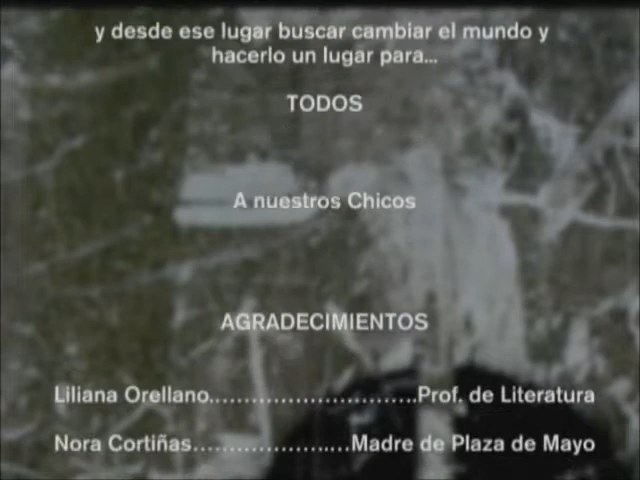 y desde ese lugar buscar cambiar el mundo y
hacerlo un lugar para...
TODOS
A nuestros Chicos
AGRADECIMIENTOS
Liliana Orellano..............................Prof. de Literatura
Nora Cortiñas......................Madre de Plaza de Mayo